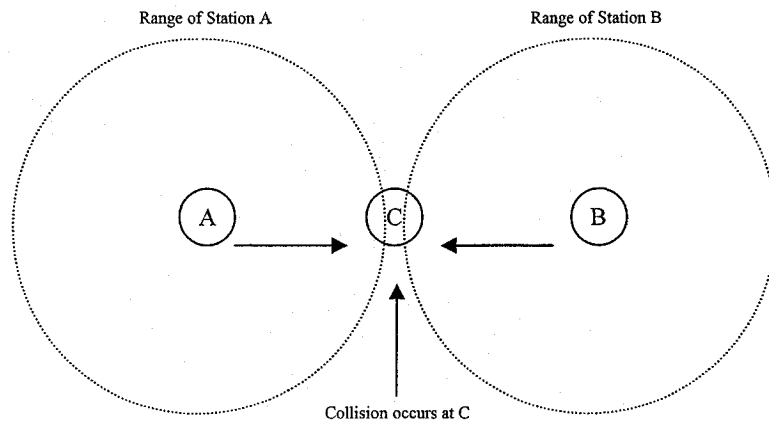 Range of Station A
Range of Station B
A
C
B
Collision occurs at C